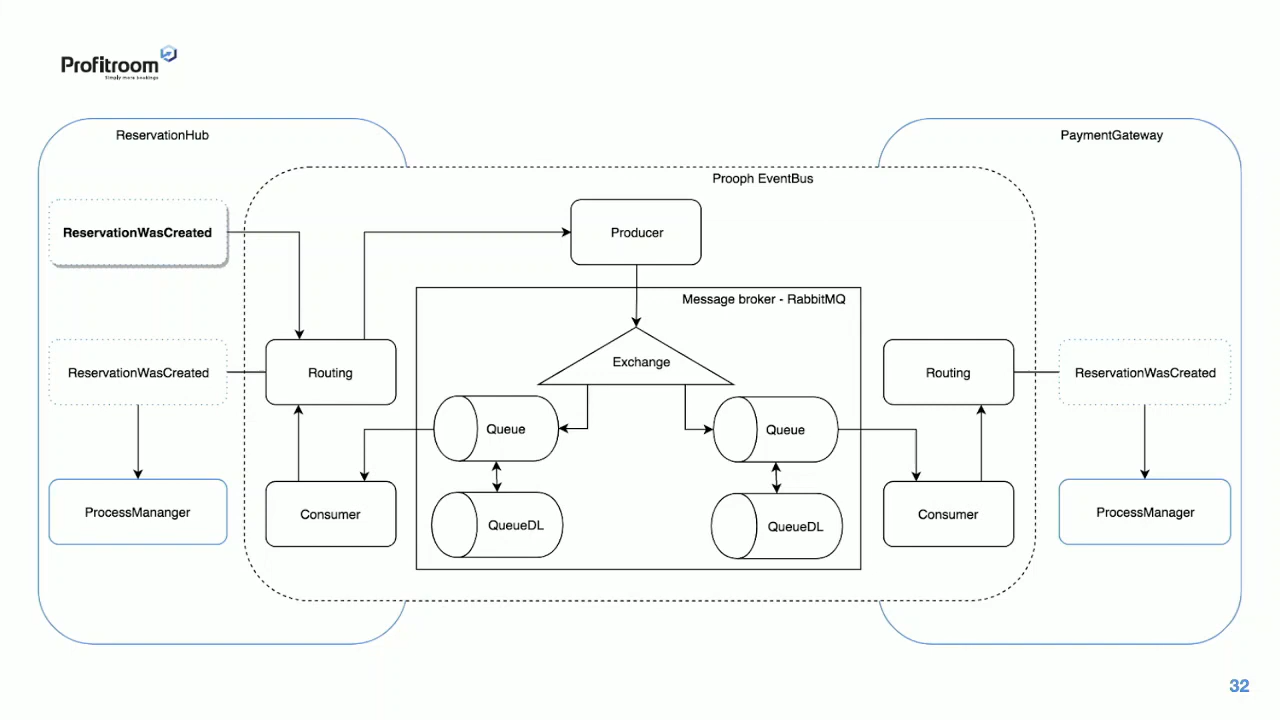 Profitroom
Simply more bookings
ReservationHub
PaymentGateway
Prooph EventBus
ReservationWasCreated
Producer
Message broker - RabbitMQ
Exchange
ReservationWasCreated
Routing
Routing
ReservationWasCreated
Queue
Queue
ProcessMananger
Consumer
QueueDL
QueueDL
Consumer
ProcessManager
32